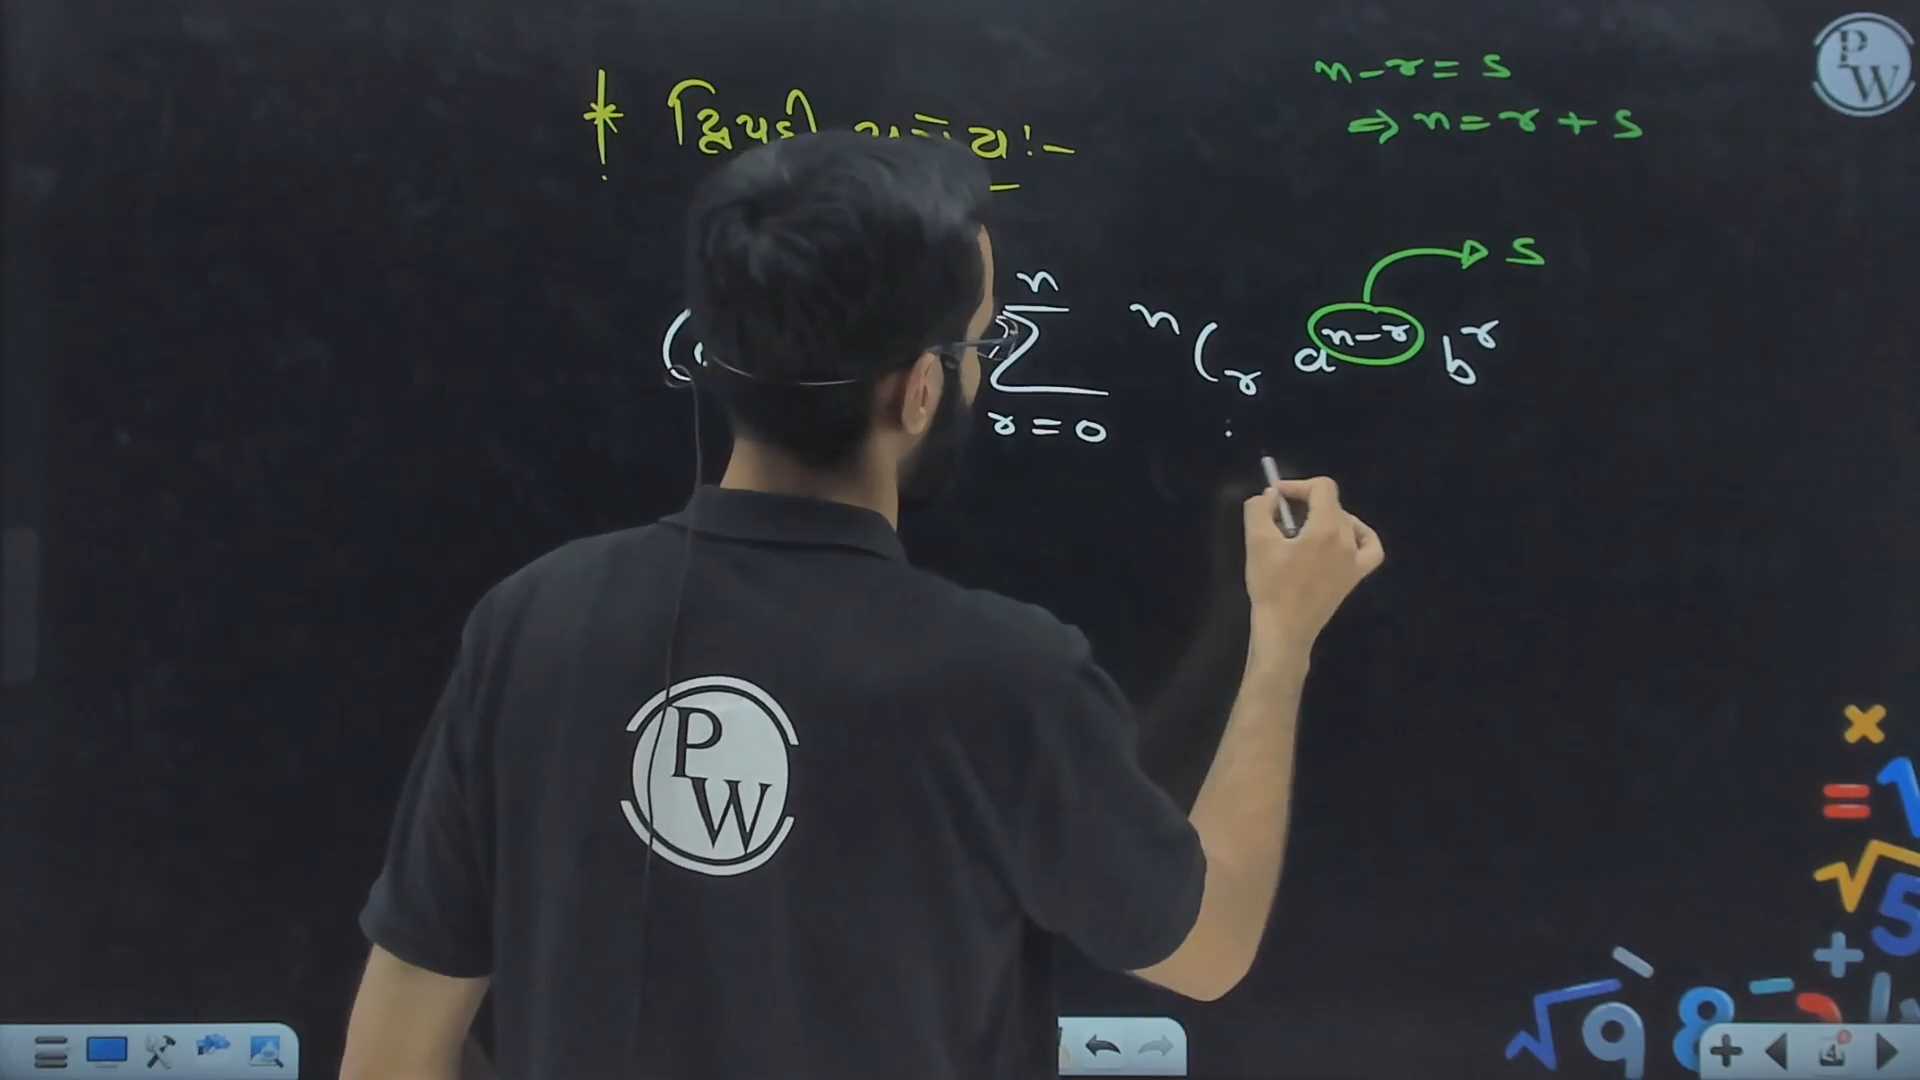 n-r = s
* દ્વિપદી :-
⇒ n = r + s
s
n
∑ ⁿCᵣ aⁿ⁻ʳ bʳ
r = 0
PW
PW